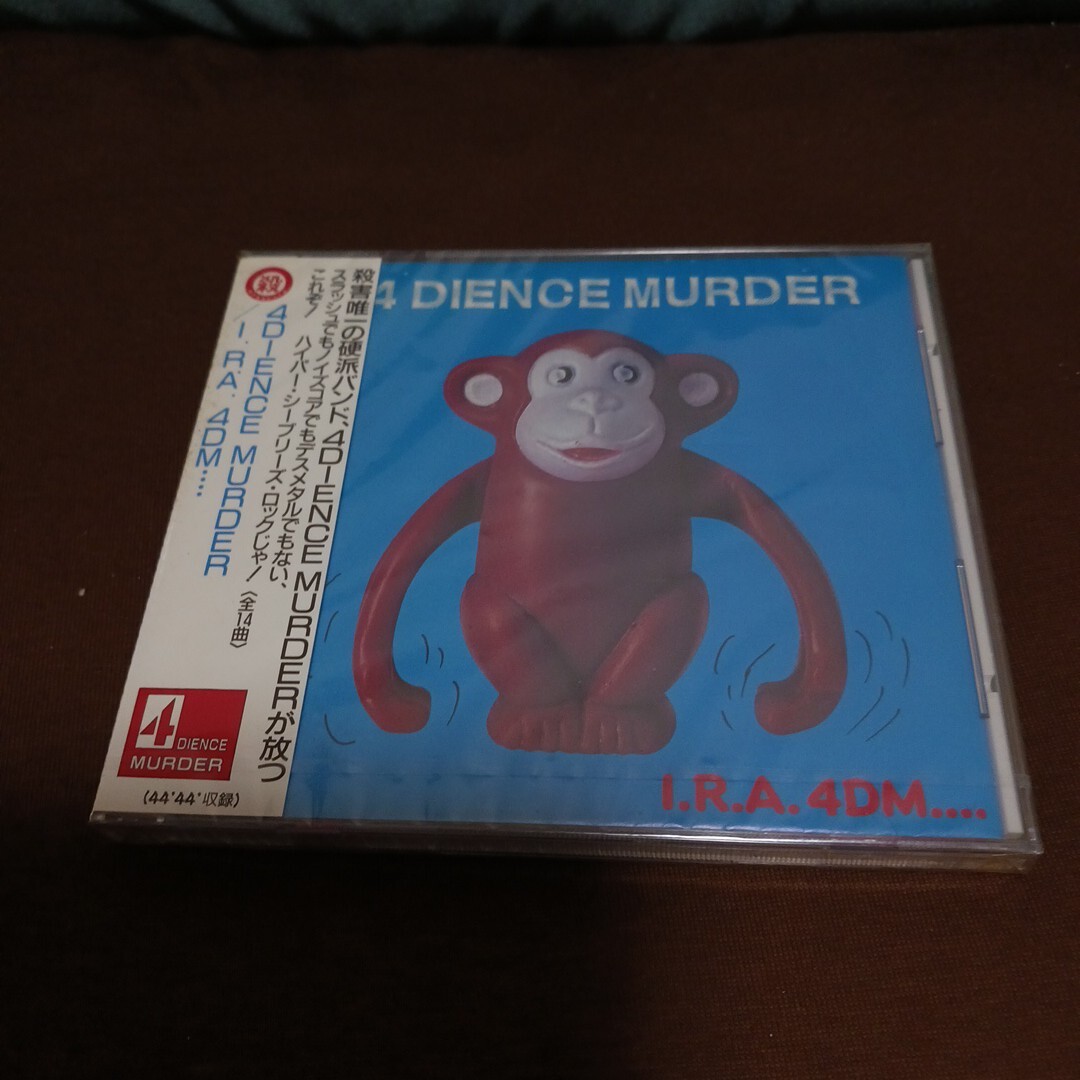 殺
4DIENCE MURDER
／I. R.A. 4DM....
殺害唯一の硬派バンド、4DIENCE MURDERが放つ
スラッシュでもノイズコアでもデスメタルでもない、
これぞ！ハイパー・シーブリーズ・ロックじゃ！
〈全14曲〉
4
DIENCE
MURDER
(44'44"収録)
4 DIENCE MURDER
I.R.A. 4DM....